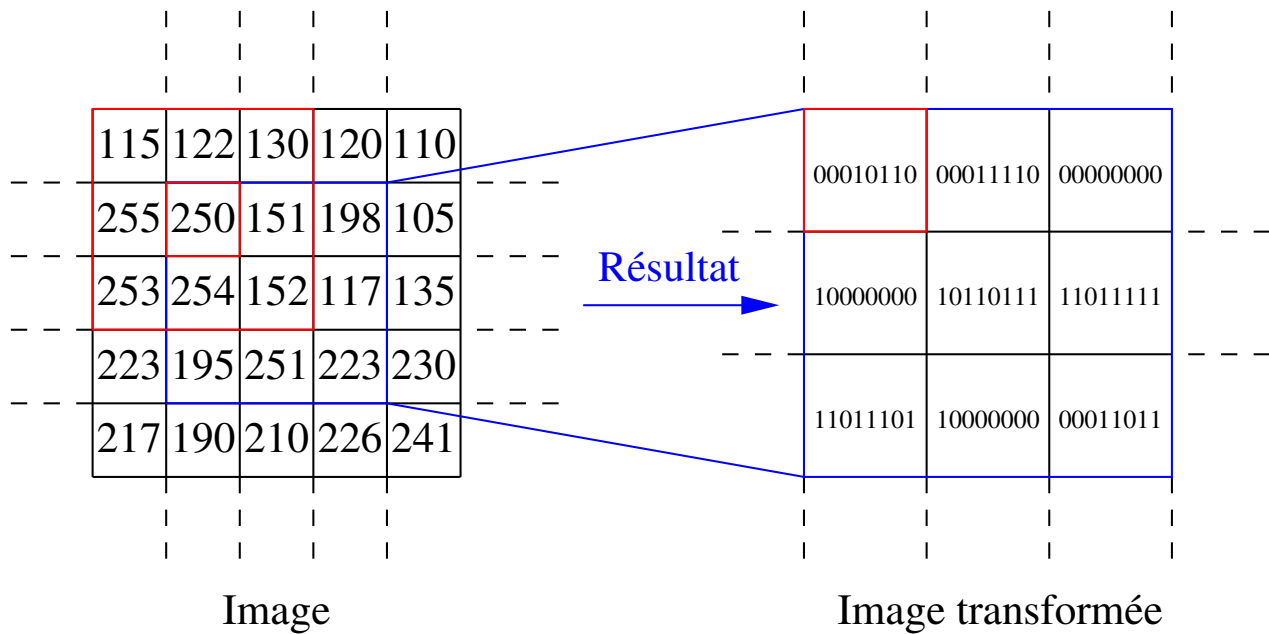 115 122 130 120 110
255 250 151 198 105
253 254 152 117 135
223 195 251 223 230
217 190 210 226 241
Image
Résultat
00010110 00011110 00000000
10000000 10110111 11011111
11011101 10000000 00011011
Image transformée